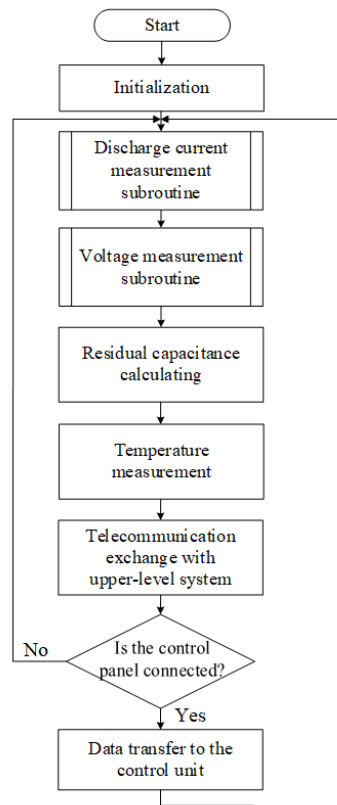 Start
Initialization
Discharge current
measurement
subroutine
Voltage measurement
subroutine
Residual capacitance
calculating
Temperature
measurement
Telecommunication
exchange with
upper-level system
Is the control
panel connected?
No
Yes
Data transfer to the
control unit